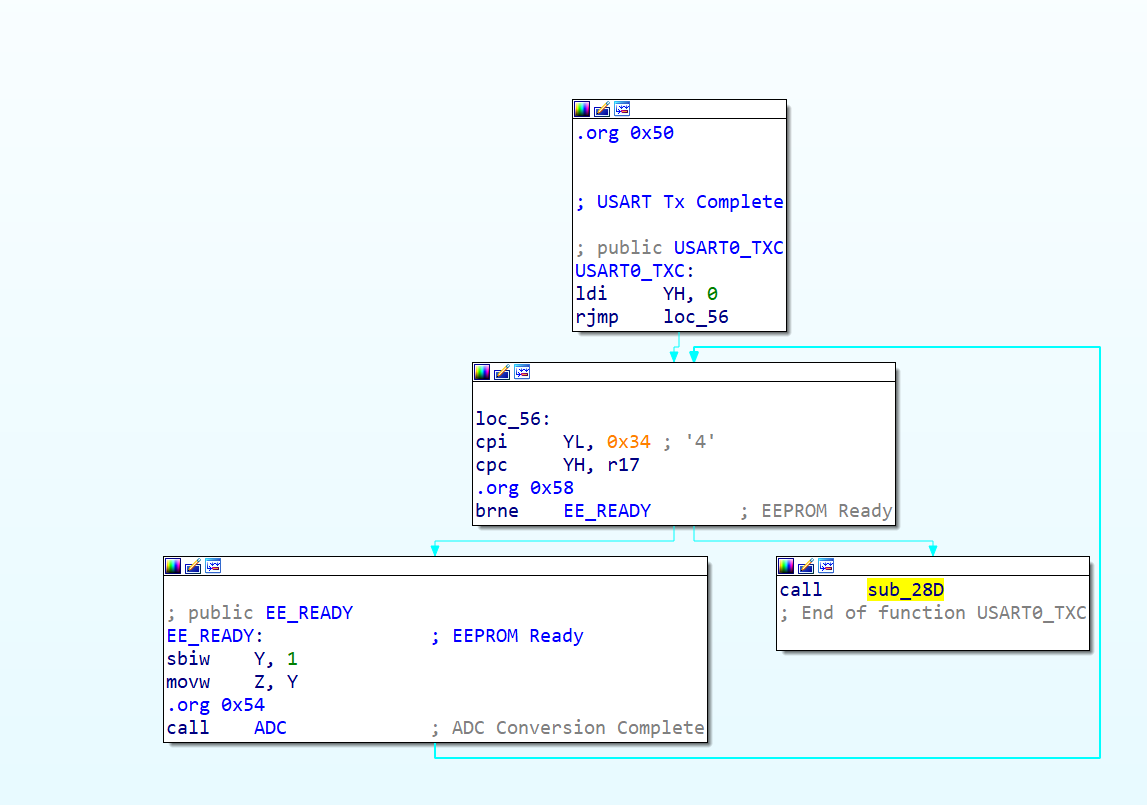 .org 0x50
; USART Tx Complete
; public USART0_TXC
USART0_TXC:
ldi YH, 0
rjmp loc_56
loc_56:
cpi YL, 0x34 ; '4'
cpc YH, r17
.org 0x58
brne EE_READY ; EEPROM Ready
; public EE_READY
EE_READY: ; EEPROM Ready
sbiw Y, 1
movw Z, Y
.org 0x54
call ADC ; ADC Conversion Complete
call sub_28D
; End of function USART0_TXC